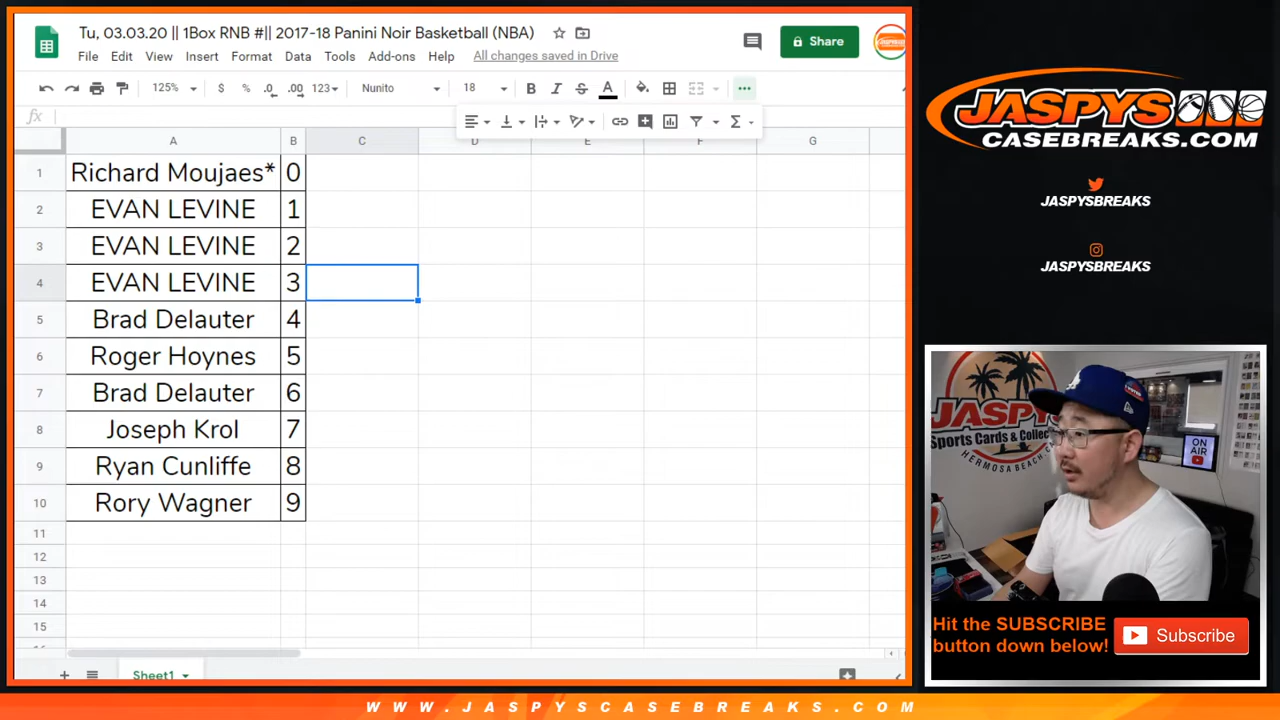 Tu, 03.03.20 || 1Box RNB #|| 2017-18 Panini Noir Basketball (NBA)
File Edit View Insert Format Data Tools Add-ons Help All changes saved in Drive
Share
125% $ % .0 .00 123 Nunito 18 B I S A
fx
A B C D E F G
1 Richard Moujaes* 0
2 EVAN LEVINE 1
3 EVAN LEVINE 2
4 EVAN LEVINE 3
5 Brad Delauter 4
6 Roger Hoynes 5
7 Brad Delauter 6
8 Joseph Krol 7
9 Ryan Cunliffe 8
10 Rory Wagner 9
11
12
13
14
15
Sheet1
JASPYS
CASEBREAKS.COM
JASPYSBREAKS
JASPYSBREAKS
JASPYS
Sports Cards & Collec
HERMOSA BEACH
ON
AIR
Hit the SUBSCRIBE
button down below!
Subscribe
WWW.JASPYSCASEBREAKS.COM